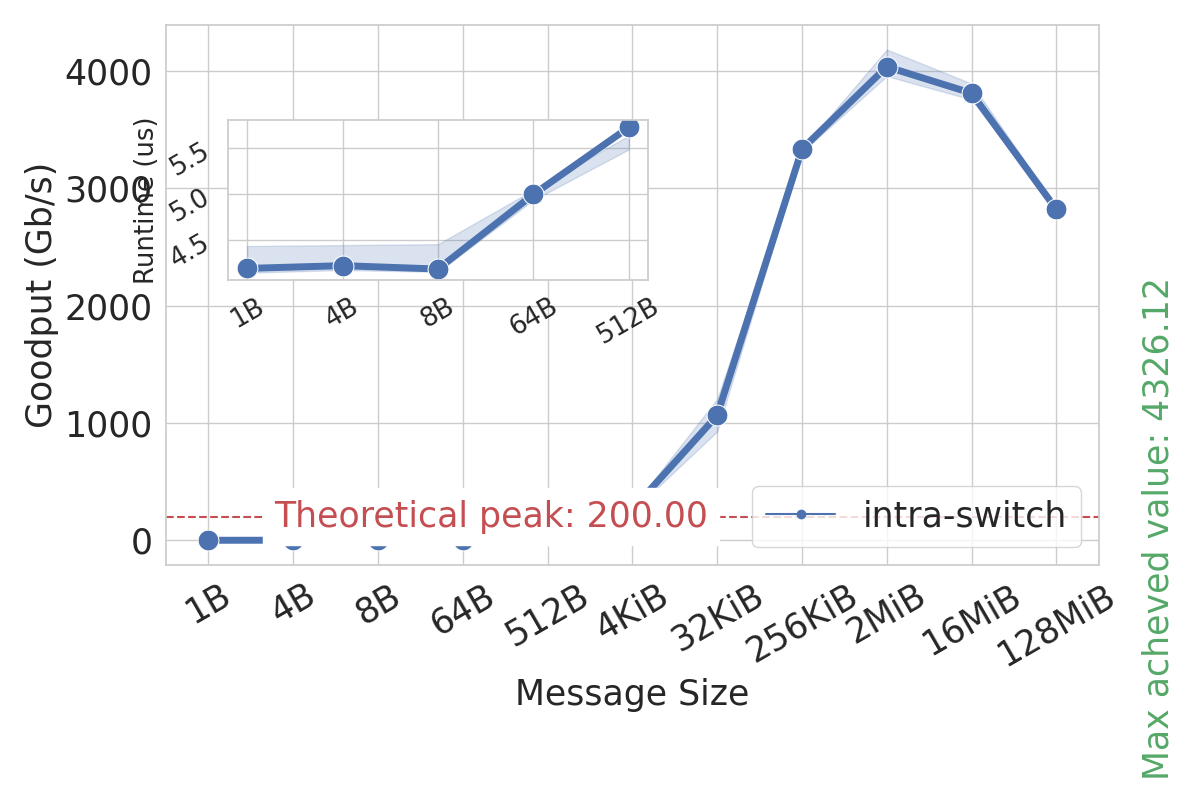 Goodput (Gb/s)
4000
3000
2000
1000
0
Runtime (us)
5.5
5.0
4.5
1B
4B
8B
64B
512B
Theoretical peak: 200.00
intra-switch
1B
4B
8B
64B
512B
4KiB
32KiB
256KiB
2MiB
16MiB
128MiB
Message Size
Max acheved value: 4326.12